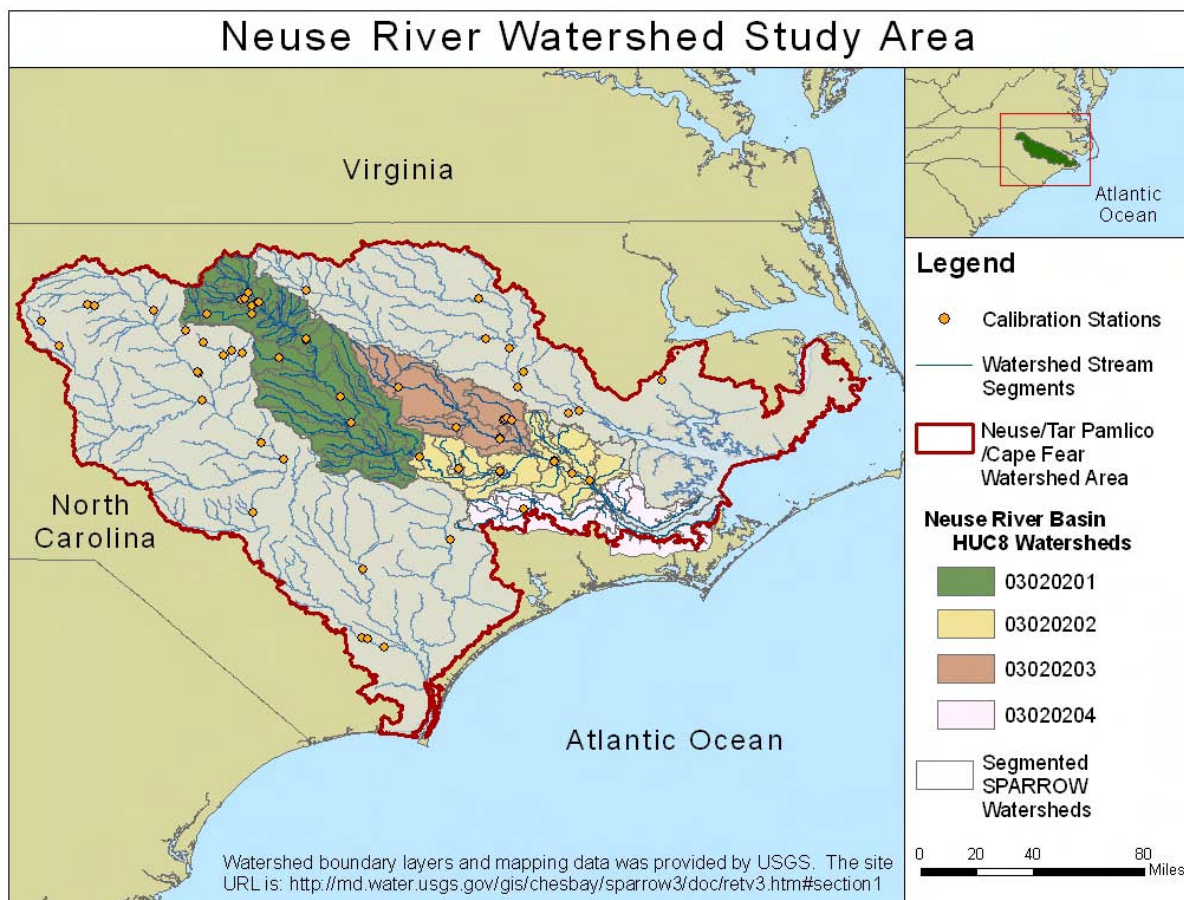 Neuse River Watershed Study Area
Virginia
North
Carolina
Atlantic Ocean
Watershed boundary layers and mapping data was provided by USGS. The site
URL is: http://md.water.usgs.gov/gis/chesbay/sparrow3/doc/retv3.htm#section1
Atlantic
Ocean
Legend
Calibration Stations
Watershed Stream
Segments
Neuse/Tar Pamlico
/Cape Fear
Watershed Area
Neuse River Basin
HUC8 Watersheds
03020201
03020202
03020203
03020204
Segmented
SPARROW
Watersheds
0 20 40 80
Miles